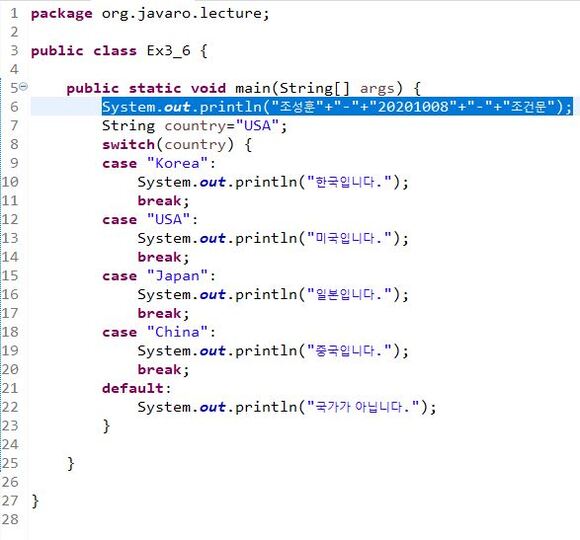 1 package org.javaro.lecture;
2
3 public class Ex3_6 {
4
5 public static void main(String[] args) {
6 System.out.println("조성훈"+"-"+"20201008"+"-"+"조건문");
7 String country="USA";
8 switch(country) {
9 case "Korea":
10 System.out.println("한국입니다.");
11 break;
12 case "USA":
13 System.out.println("미국입니다.");
14 break;
15 case "Japan":
16 System.out.println("일본입니다.");
17 break;
18 case "China":
19 System.out.println("중국입니다.");
20 break;
21 default:
22 System.out.println("국가가 아닙니다.");
23 }
24
25 }
26
27 }
28